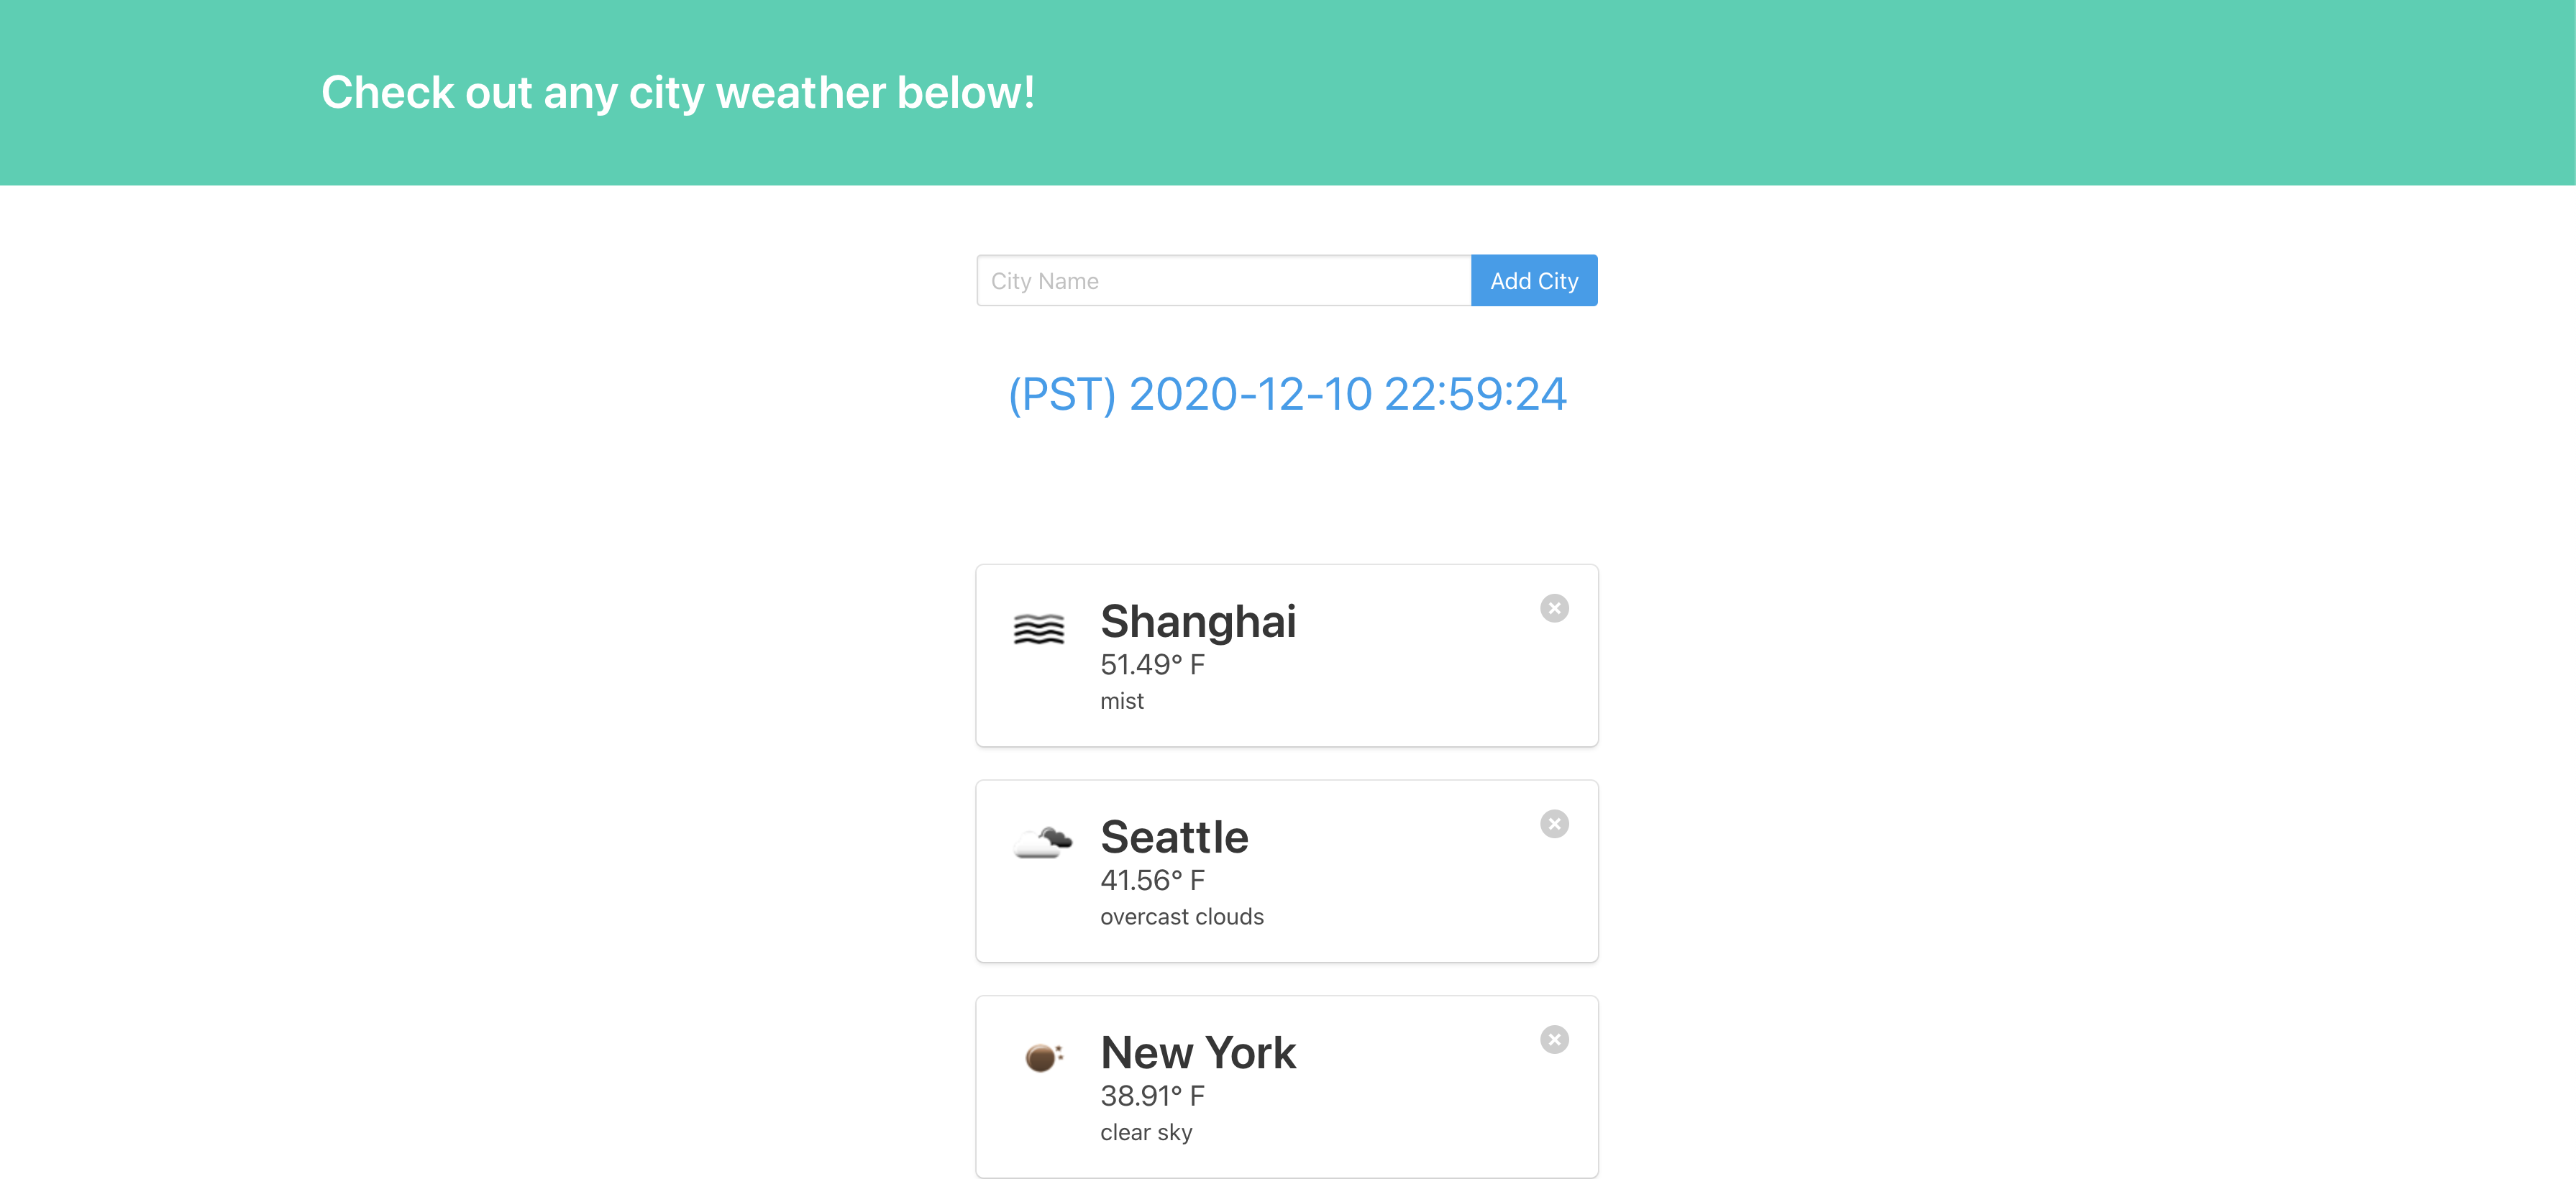 Check out any city weather below!
City Name
Add City
(PST) 2020-12-10 22:59:24
Shanghai
51.49° F
mist
Seattle
41.56° F
overcast clouds
New York
38.91° F
clear sky